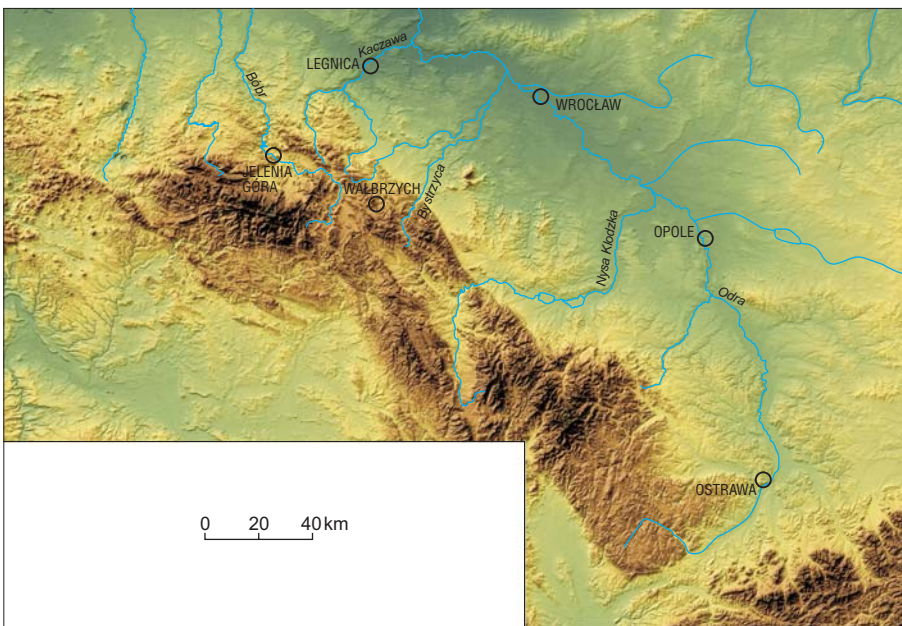 Kaczawa
LEGNICA
Bóbr
WROCŁAW
JELENIA
GÓRA
WAŁBRZYCH
Bystrzyca
Nysa Kłodzka
OPOLE
Odra
OSTRAWA
0 20 40 km